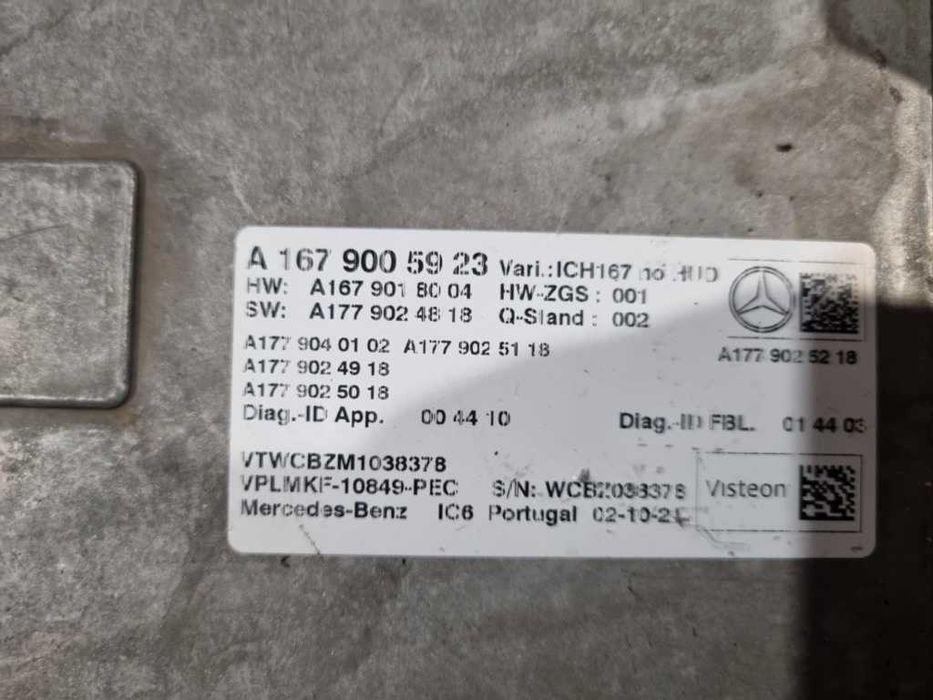 A 167 900 59 23 Vari.:ICH167 no HUD
HW: A167 901 80 04 HW-ZGS : 001
SW: A177 902 48 18 Q-Stand : 002
A177 904 01 02 A177 902 51 18
A177 902 52 18
A177 902 49 18
A177 902 50 18
Diag.-ID App. 00 44 10 Diag.-ID FBL. 01 44 03
VTWCBZM1038378
VPLMKF-10849-PEC S/N: Visteon
Mercedes-Benz IC6 Portugal